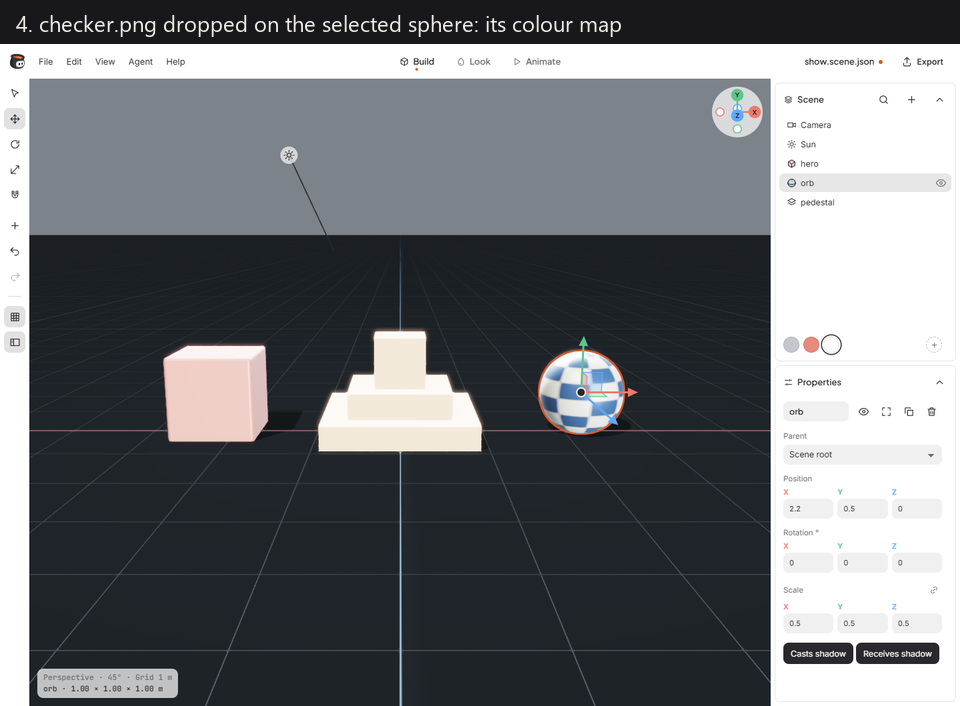 4. checker.png dropped on the selected sphere: its colour map
File Edit View Agent Help
Build Look Animate
show.scene.json Export
Y
X
Z
Scene
Camera
Sun
hero
orb
pedestal
Properties
orb
Parent
Scene root
Position
X Y Z
2.2 0.5 0
Rotation °
X Y Z
0 0 0
Scale
X Y Z
0.5 0.5 0.5
Casts shadow Receives shadow
Perspective · 45° · Grid 1 m
orb · 1.00 × 1.00 × 1.00 m